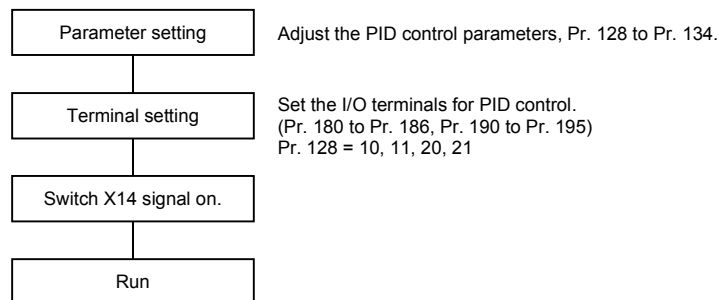 Parameter setting
Adjust the PID control parameters, Pr. 128 to Pr. 134.
Terminal setting
Set the I/O terminals for PID control.
(Pr. 180 to Pr. 186, Pr. 190 to Pr. 195)
Pr. 128 = 10, 11, 20, 21
Switch X14 signal on.
Run